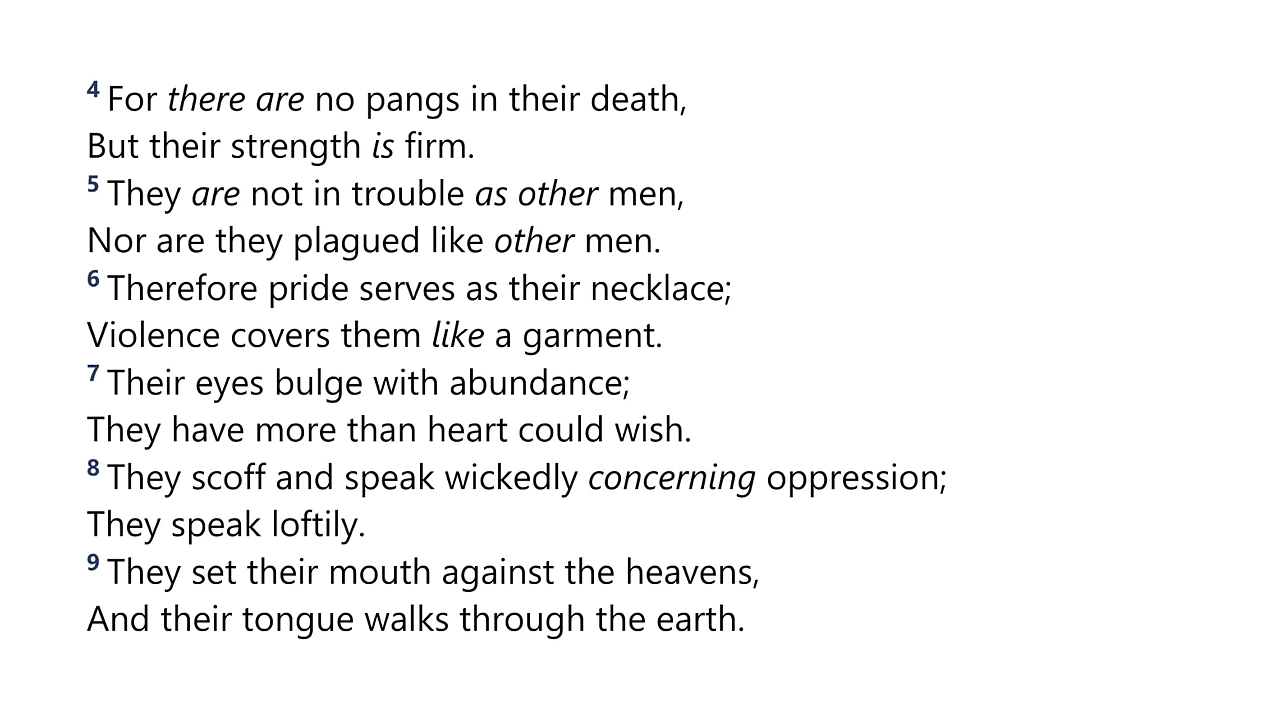 4 For there are no pangs in their death,
But their strength is firm.
5 They are not in trouble as other men,
Nor are they plagued like other men.
6 Therefore pride serves as their necklace;
Violence covers them like a garment.
7 Their eyes bulge with abundance;
They have more than heart could wish.
8 They scoff and speak wickedly concerning oppression;
They speak loftily.
9 They set their mouth against the heavens,
And their tongue walks through the earth.